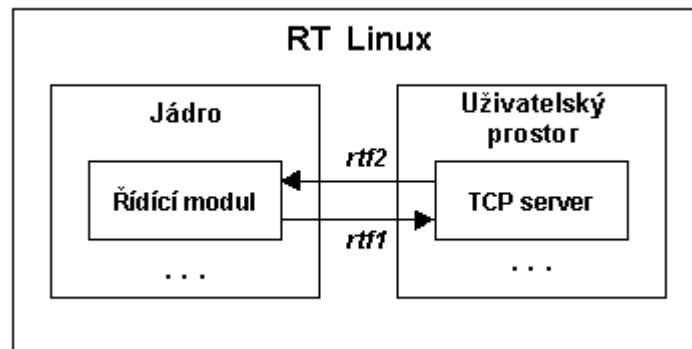 RT Linux
Jádro
Uživatelský
prostor
rtf2
Řídící modul
TCP server
rtf1
. . .
. . .